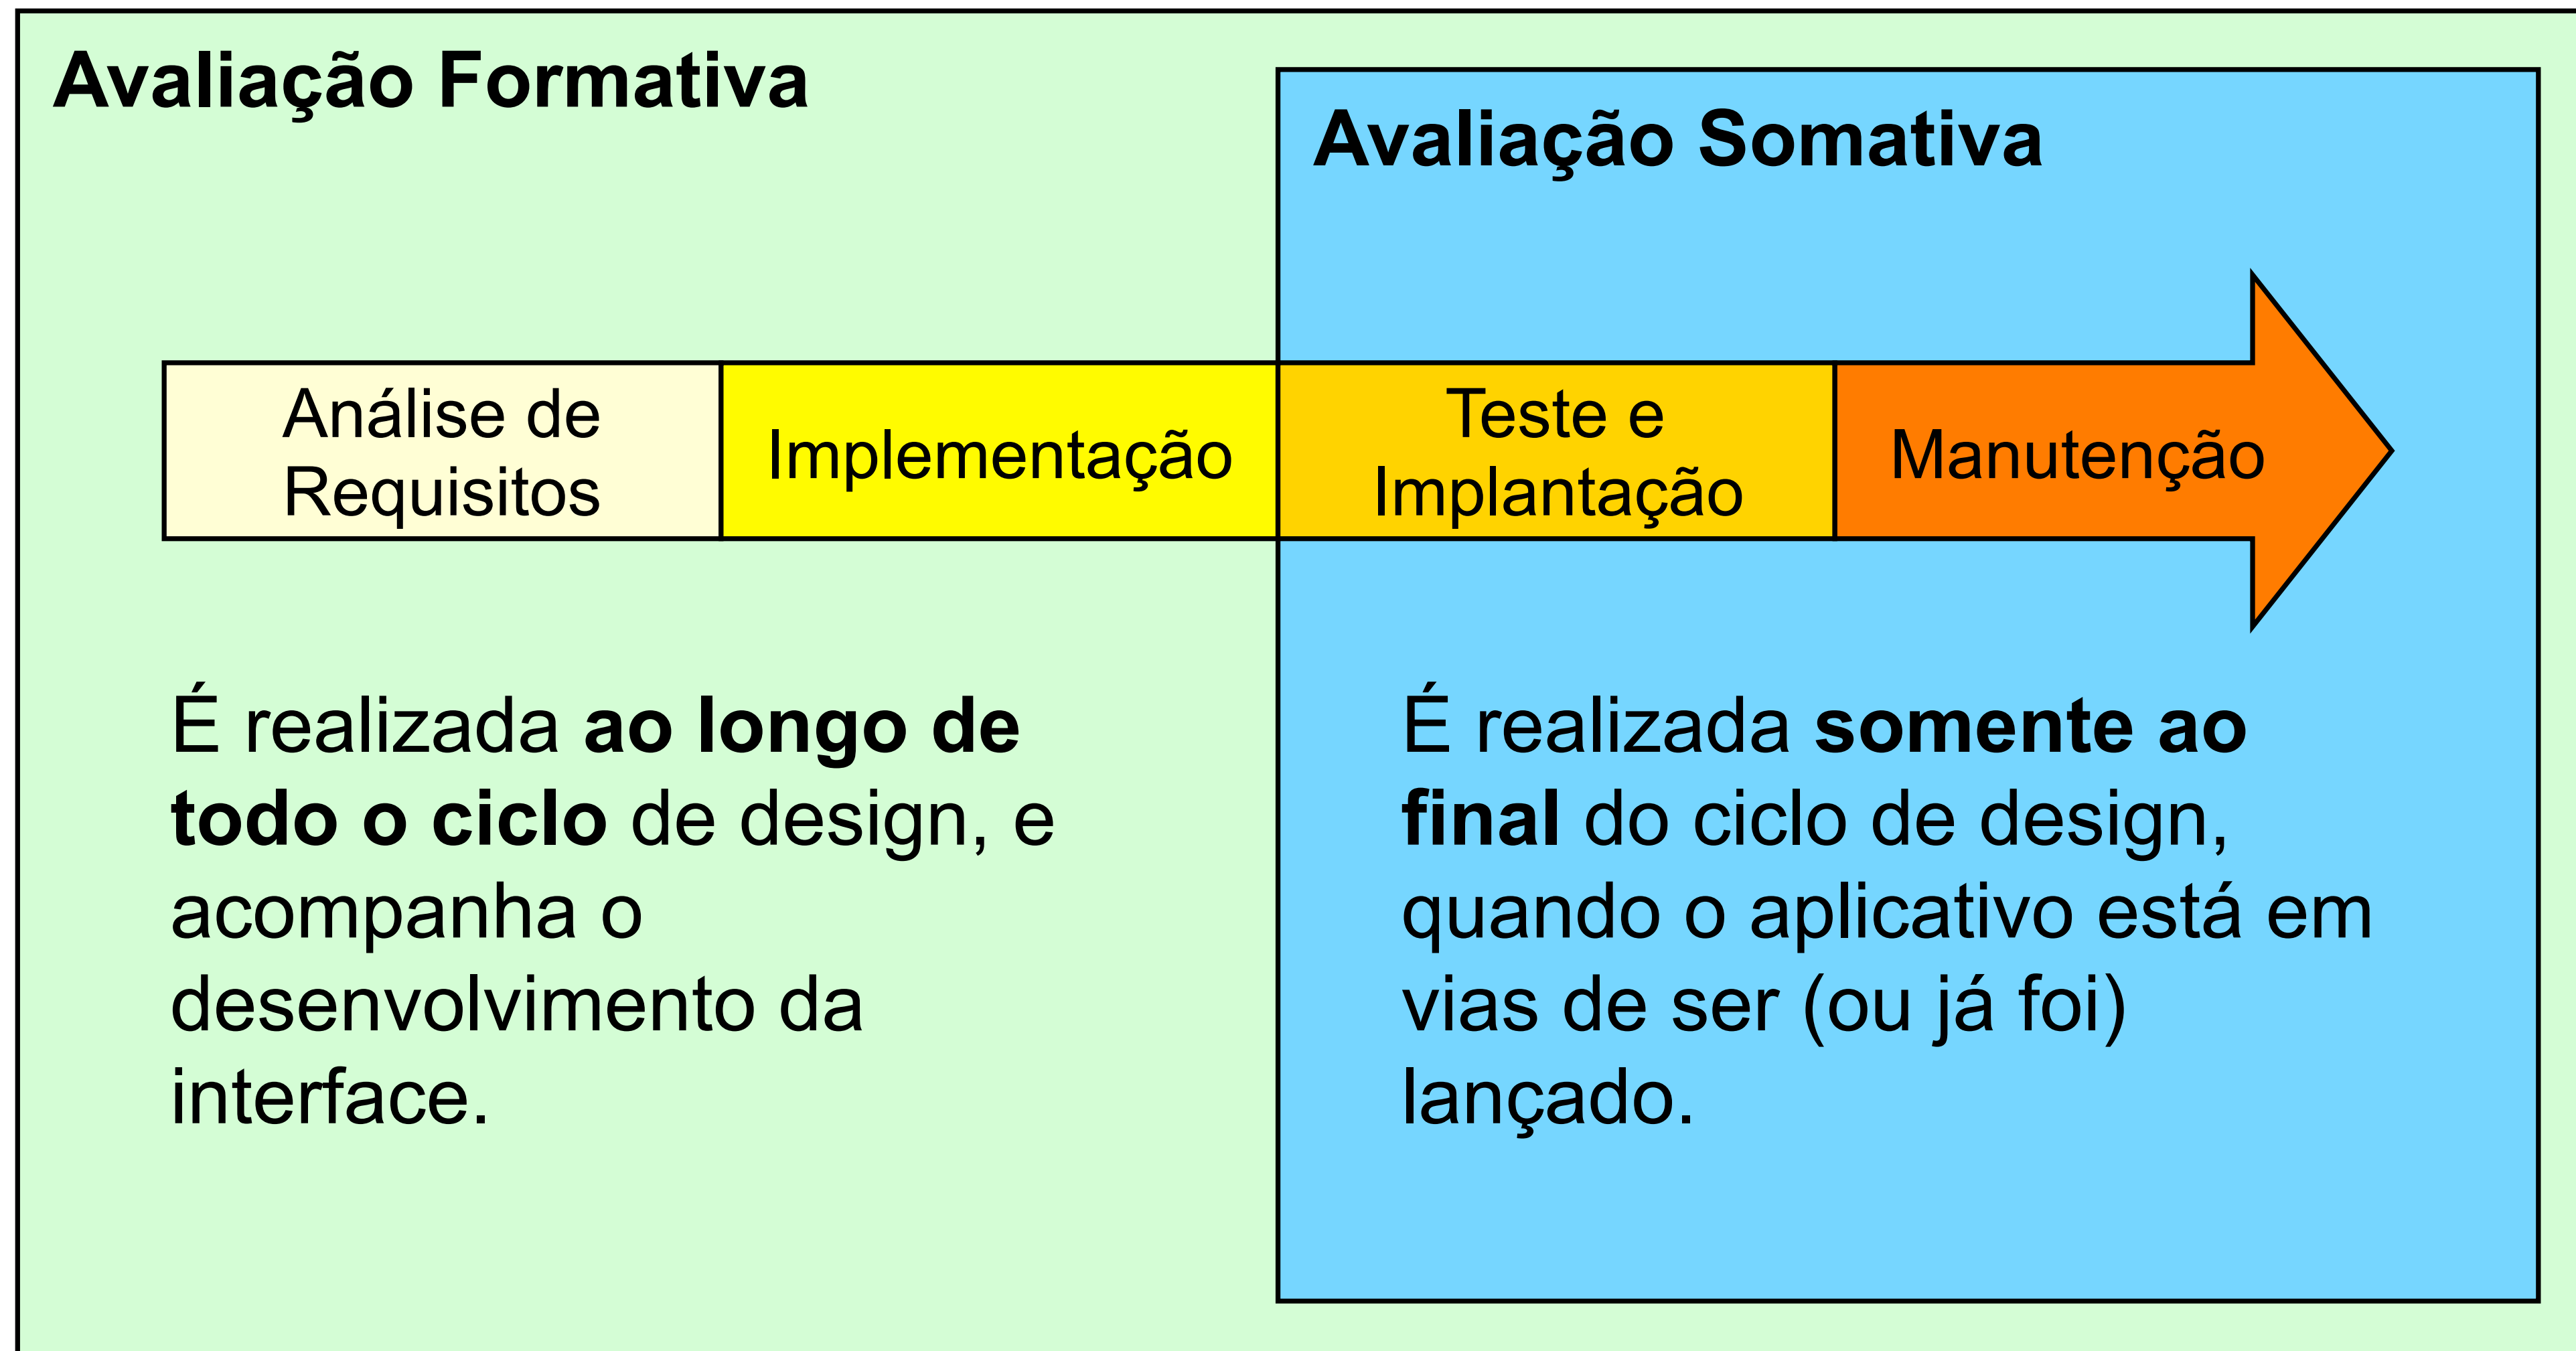 Avaliação Formativa
Avaliação Somativa
Análise de
Requisitos
Implementação
Teste e
Implantação
Manutenção
É realizada ao longo de
todo o ciclo de design, e
acompanha o
desenvolvimento da
interface.
É realizada somente ao
final do ciclo de design,
quando o aplicativo está em
vias de ser (ou já foi)
lançado.